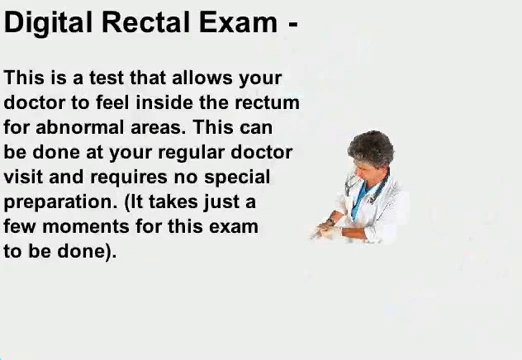 Digital Rectal Exam -
This is a test that allows your
doctor to feel inside the rectum
for abnormal areas. This can
be done at your regular doctor
visit and requires no special
preparation. (It takes just a
few moments for this exam
to be done).